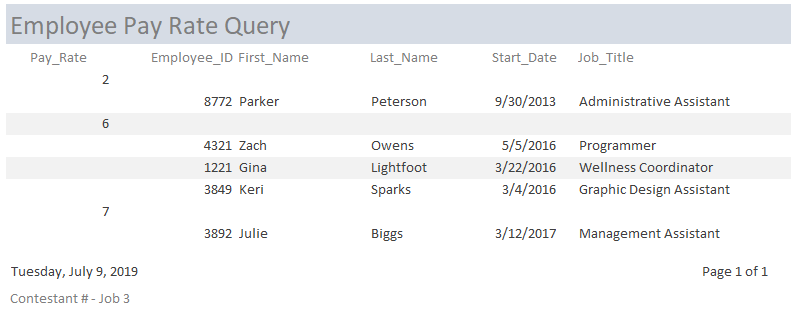 Employee Pay Rate Query
Pay_Rate Employee_ID First_Name Last_Name Start_Date Job_Title
2
8772 Parker Peterson 9/30/2013 Administrative Assistant
6
4321 Zach Owens 5/5/2016 Programmer
1221 Gina Lightfoot 3/22/2016 Wellness Coordinator
3849 Keri Sparks 3/4/2016 Graphic Design Assistant
7
3892 Julie Biggs 3/12/2017 Management Assistant
Tuesday, July 9, 2019 Page 1 of 1
Contestant # - Job 3